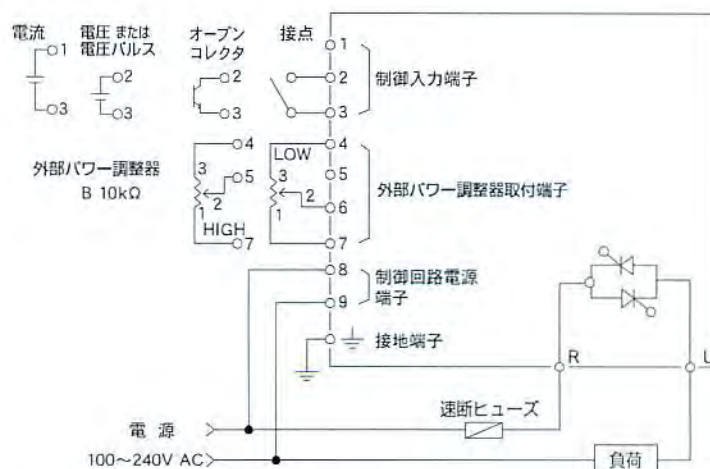 電流
1
3
電圧 または
電圧パルス
2
3
オープン
コレクタ
2
3
接点
1
2
3
制御入力端子
外部パワー調整器
B 10kΩ
3
2
1
4
5
HIGH
7
LOW
3
2
1
4
5
6
7
外部パワー調整器取付端子
8
9
制御回路電源
端子
接地端子
R
U
速断ヒューズ
電 源
100～240V AC
負荷